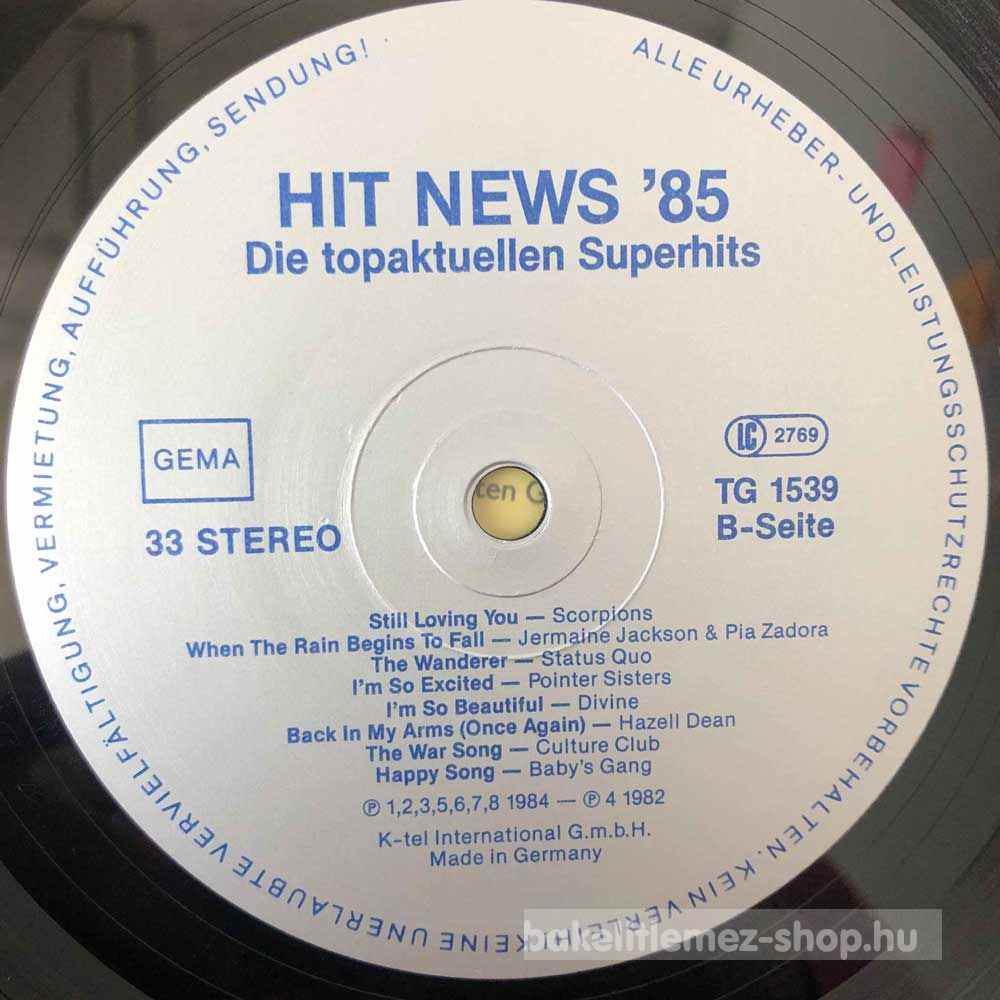 ALLE URHEBER- UND LEISTUNGSSCHUTZRECHTE VORBEHALTEN. KEIN VERLEIH! KEINE UNERLAUBTE VERVIELFÄLTIGUNG, VERMIETUNG, AUFFÜHRUNG, SENDUNG!
HIT NEWS ’85
Die topaktuellen Superhits
GEMA
33 STEREO
LC 2769
TG 1539
B-Seite
ten G
Still Loving You — Scorpions
When The Rain Begins To Fall — Jermaine Jackson & Pia Zadora
The Wanderer — Status Quo
I'm So Excited — Pointer Sisters
I'm So Beautiful — Divine
Back In My Arms (Once Again) — Hazell Dean
The War Song — Culture Club
Happy Song — Baby's Gang
℗ 1,2,3,5,6,7,8 1984 — ℗ 4 1982
K-tel International G.m.b.H.
Made in Germany
bakelitlemez-shop.hu